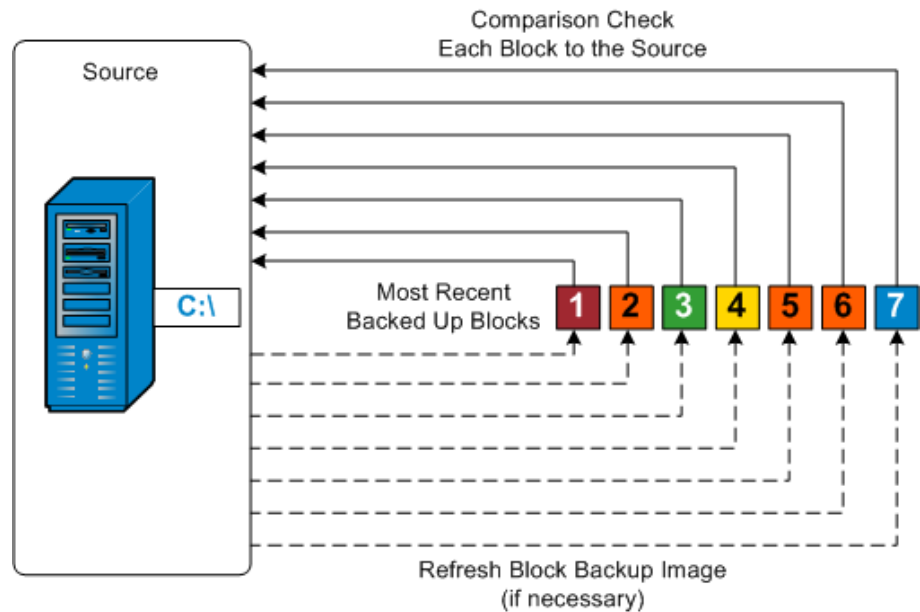 Comparison Check
Each Block to the Source
Source
C:\
Most Recent
Backed Up Blocks
1 2 3 4 5 6 7
Refresh Block Backup Image
(if necessary)